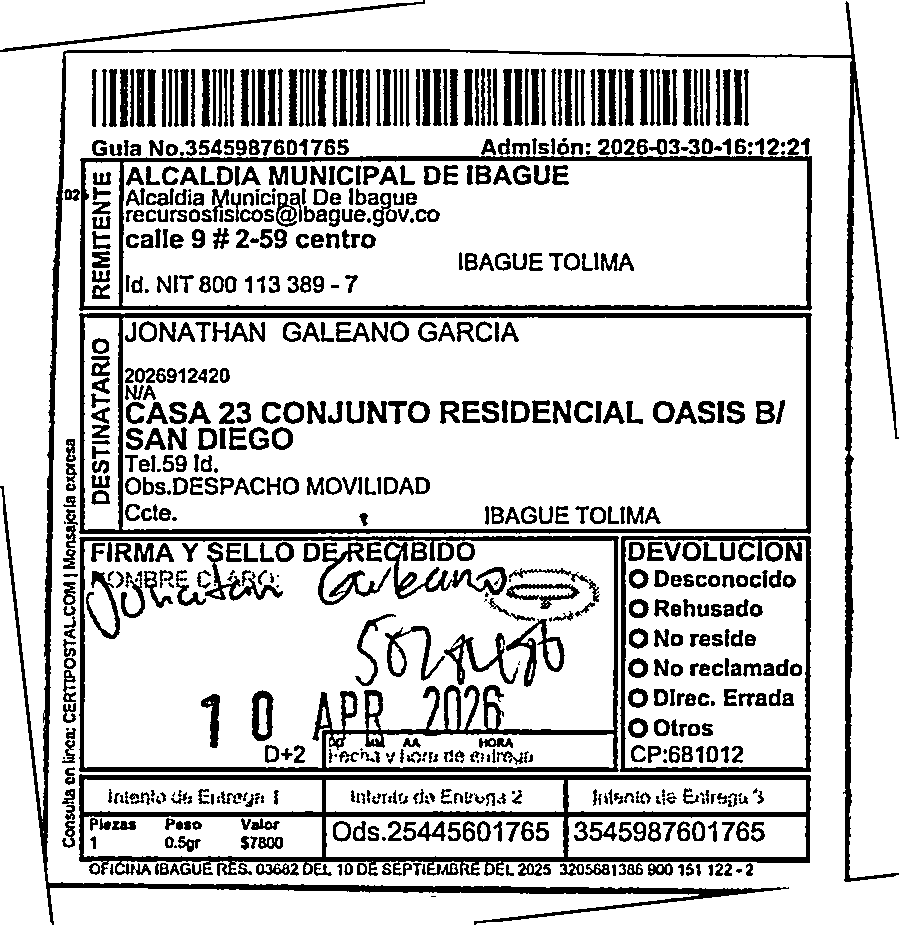 Guia No.3545987601765 Admisión: 2026-03-30-16:12:21
REMITENTE
ALCALDIA MUNICIPAL DE IBAGUE
Alcaldia Municipal De Ibague
recursosfisicos@ibague.gov.co
calle 9 # 2-59 centro
IBAGUE TOLIMA
Id. NIT 800 113 389 - 7
DESTINATARIO
JONATHAN GALEANO GARCIA
2026912420
N/A
CASA 23 CONJUNTO RESIDENCIAL OASIS B/
SAN DIEGO
Tel.59 Id.
Obs.DESPACHO MOVILIDAD
Ccte. IBAGUE TOLIMA
FIRMA Y SELLO DE RECIBIDO
NOMBRE CLARO:
Jonatan Galeano
10 APR 2026
D+2
DD MM AA HORA
Fecha y hora de entrega
DEVOLUCION
Desconocido
Rehusado
No reside
No reclamado
Direc. Errada
Otros
CP:681012
Intento de Entrega 1 Intento de Entrega 2 Intento de Entrega 3
Piezas Peso Valor
1 0.5gr $7800
Ods.25445601765 3545987601765
OFICINA IBAGUE RES. 03682 DEL 10 DE SEPTIEMBRE DEL 2025 3205681386 900 151 122 - 2
Consulta en linea: CERTIPOSTAL.COM | Mensajeria expresa